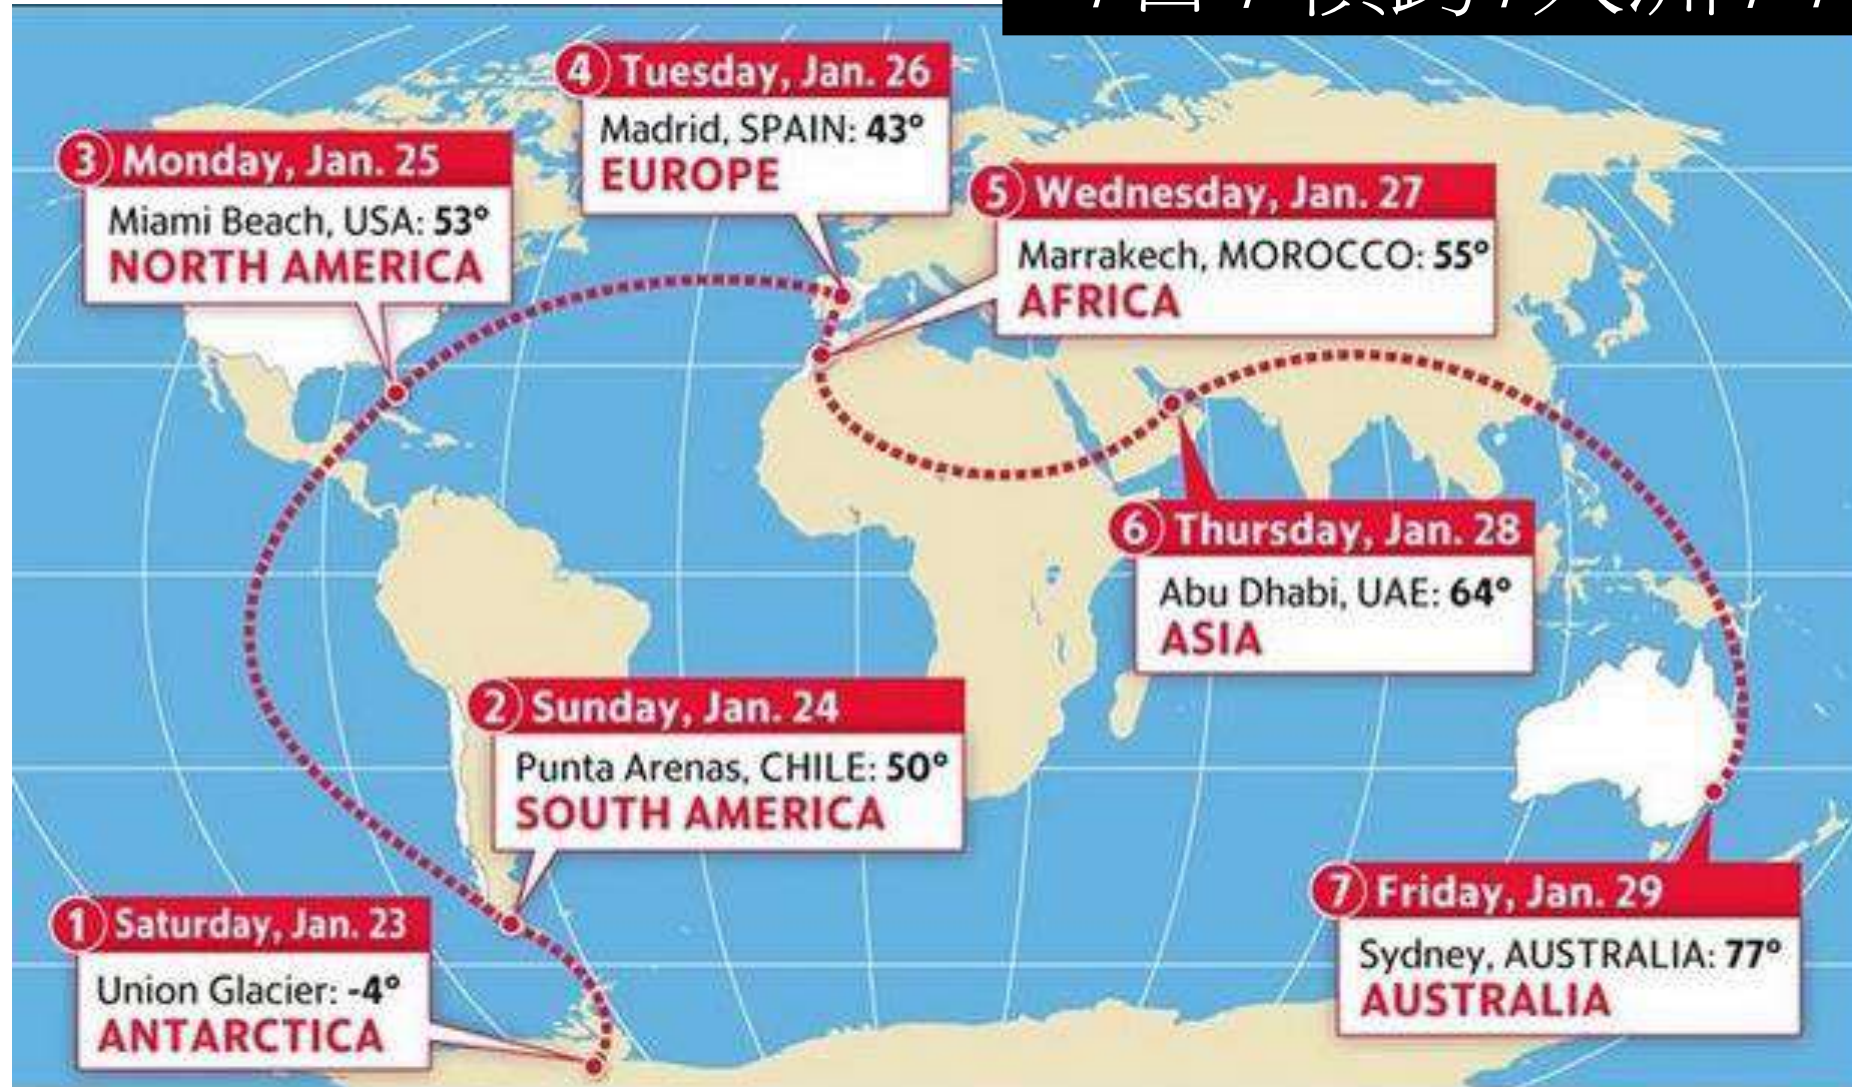 4 Tuesday, Jan. 26
Madrid, SPAIN: 43°
EUROPE
3 Monday, Jan. 25
Miami Beach, USA: 53°
NORTH AMERICA
5 Wednesday, Jan. 27
Marrakech, MOROCCO: 55°
AFRICA
6 Thursday, Jan. 28
Abu Dhabi, UAE: 64°
ASIA
2 Sunday, Jan. 24
Punta Arenas, CHILE: 50°
SOUTH AMERICA
7 Friday, Jan. 29
Sydney, AUSTRALIA: 77°
AUSTRALIA
1 Saturday, Jan. 23
Union Glacier: -4°
ANTARCTICA